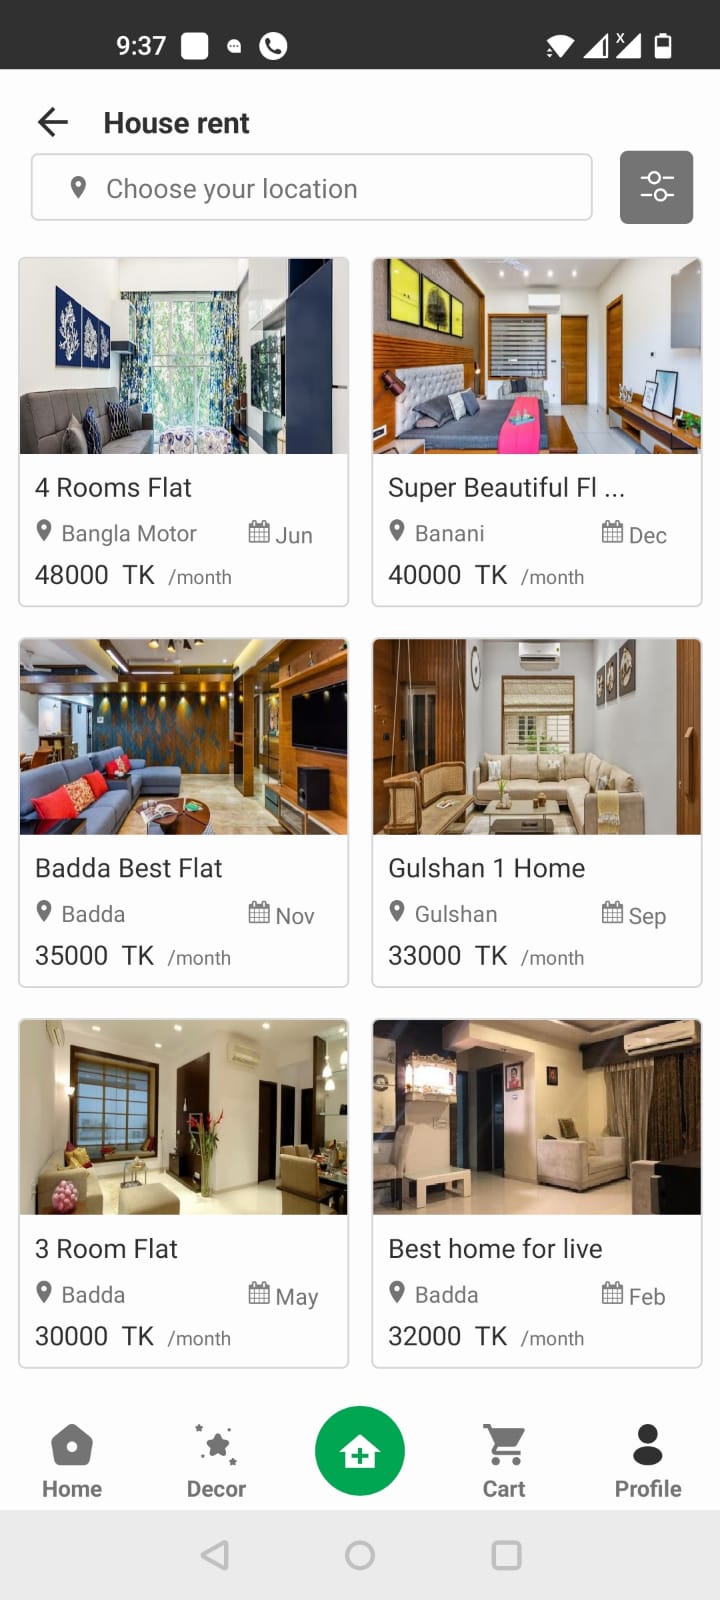 9:37
House rent
Choose your location
4 Rooms Flat
Bangla Motor Jun
48000 TK /month
Super Beautiful Fl ...
Banani Dec
40000 TK /month
Badda Best Flat
Badda Nov
35000 TK /month
Gulshan 1 Home
Gulshan Sep
33000 TK /month
3 Room Flat
Badda May
30000 TK /month
Best home for live
Badda Feb
32000 TK /month
Home Decor Cart Profile